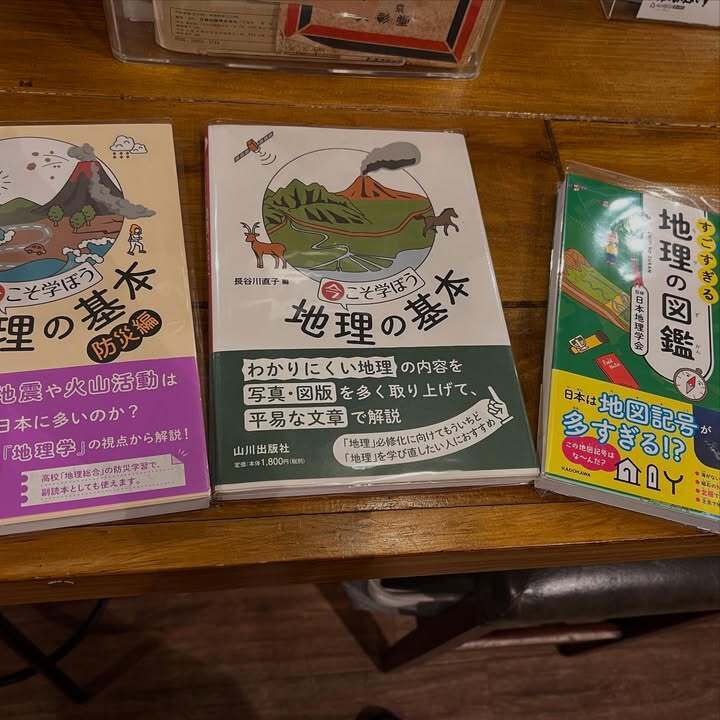 こそ学ぼう
理の基本
防災編
地震や火山活動は
日本に多いのか?
『地理学』の視点から解説!
高校「地理総合」の防災学習で、
副読本としても使えます。
長谷川直子 編
今こそ学ぼう
地理の基本
わかりにくい地理の内容を
写真・図版を多く取り上げて、
平易な文章で解説
「地理」必修化に向けてもういちど
「地理」を学び直したい人におすすめ
山川出版社
定価:本体1,800円(税別)
すごすぎる
地理の図鑑
日本地理学会
日本は地図記号が
多すぎる!?
この地図記号は
な〜んだ?
KADOKAWA